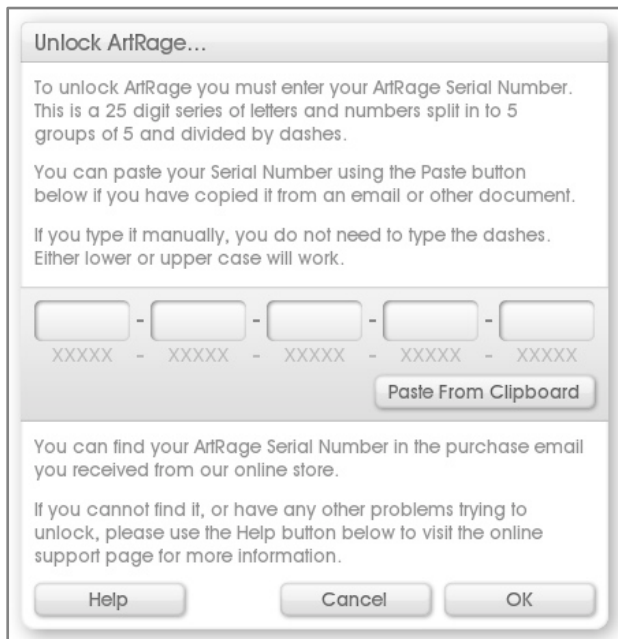 Unlock ArtRage...
To unlock ArtRage you must enter your ArtRage Serial Number.
This is a 25 digit series of letters and numbers split in to 5
groups of 5 and divided by dashes.
You can paste your Serial Number using the Paste button
below if you have copied it from an email or other document.
If you type it manually, you do not need to type the dashes.
Either lower or upper case will work.
- - - -
XXXXX - XXXXX - XXXXX - XXXXX - XXXXX
Paste From Clipboard
You can find your ArtRage Serial Number in the purchase email
you received from our online store.
If you cannot find it, or have any other problems trying to
unlock, please use the Help button below to visit the online
support page for more information.
Help Cancel OK